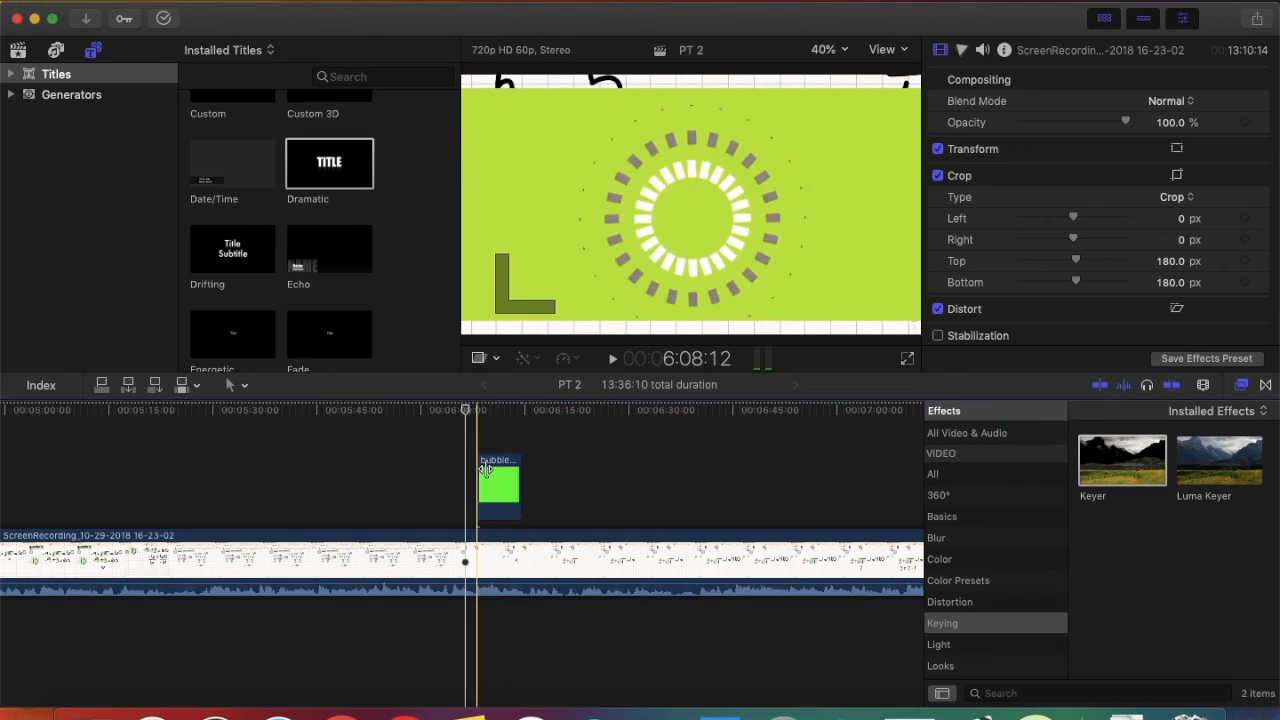 Installed Titles
720p HD 60p, Stereo
PT 2
40%
View
ScreenRecordin...-2018 16-23-02
00:13:10:14
Titles
Search
Generators
Custom
Custom 3D
TITLE
Date/Time
Dramatic
Title
Subtitle
Drifting
Echo
Title
Title
Energetic
Fade
Compositing
Blend Mode
Normal
Opacity
100.0 %
Transform
Crop
Type
Crop
Left
0 px
Right
0 px
Top
180.0 px
Bottom
180.0 px
Distort
Stabilization
Save Effects Preset
00:00:6:08:12
Index
PT 2
13:36:10 total duration
00:05:00:00
00:05:15:00
00:05:30:00
00:05:45:00
00:06:15:00
00:06:30:00
00:06:45:00
00:07:00:00
bubble...
ScreenRecording_10-29-2018 16-23-02
Effects
Installed Effects
All Video & Audio
VIDEO
All
360°
Basics
Blur
Color
Color Presets
Distortion
Keying
Light
Looks
Keyer
Luma Keyer
Search
2 items